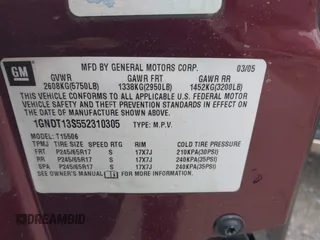 GM
MFD BY GENERAL MOTORS CORP. 03/05
GVWR GAWR FRT GAWR RR
2608KG(5750LB) 1338KG(2950LB) 1452KG(3200LB)
THIS VEHICLE CONFORMS TO ALL APPLICABLE U.S. FEDERAL
MOTOR VEHICLE SAFETY
STANDARDS IN EFFECT ON THE DATE OF
MANUFACTURE SHOWN ABOVE.
1GNDT13S552310305 TYPE: M.P.V.
MODEL: T15506
TPMJ TIRE SIZE SPEED RTG RIM COLD TIRE PRESSURE
FRT P245/65R17 S 17X7J 210KPA(30PSI)
RR P245/65R17 S 17X7J 240KPA(35PSI)
SPA P245/65R17 S 17X7J 240KPA(35PSI)
SEE OWNER'S MANUAL FOR ADDITIONAL INFORMATION
GREATBID.com